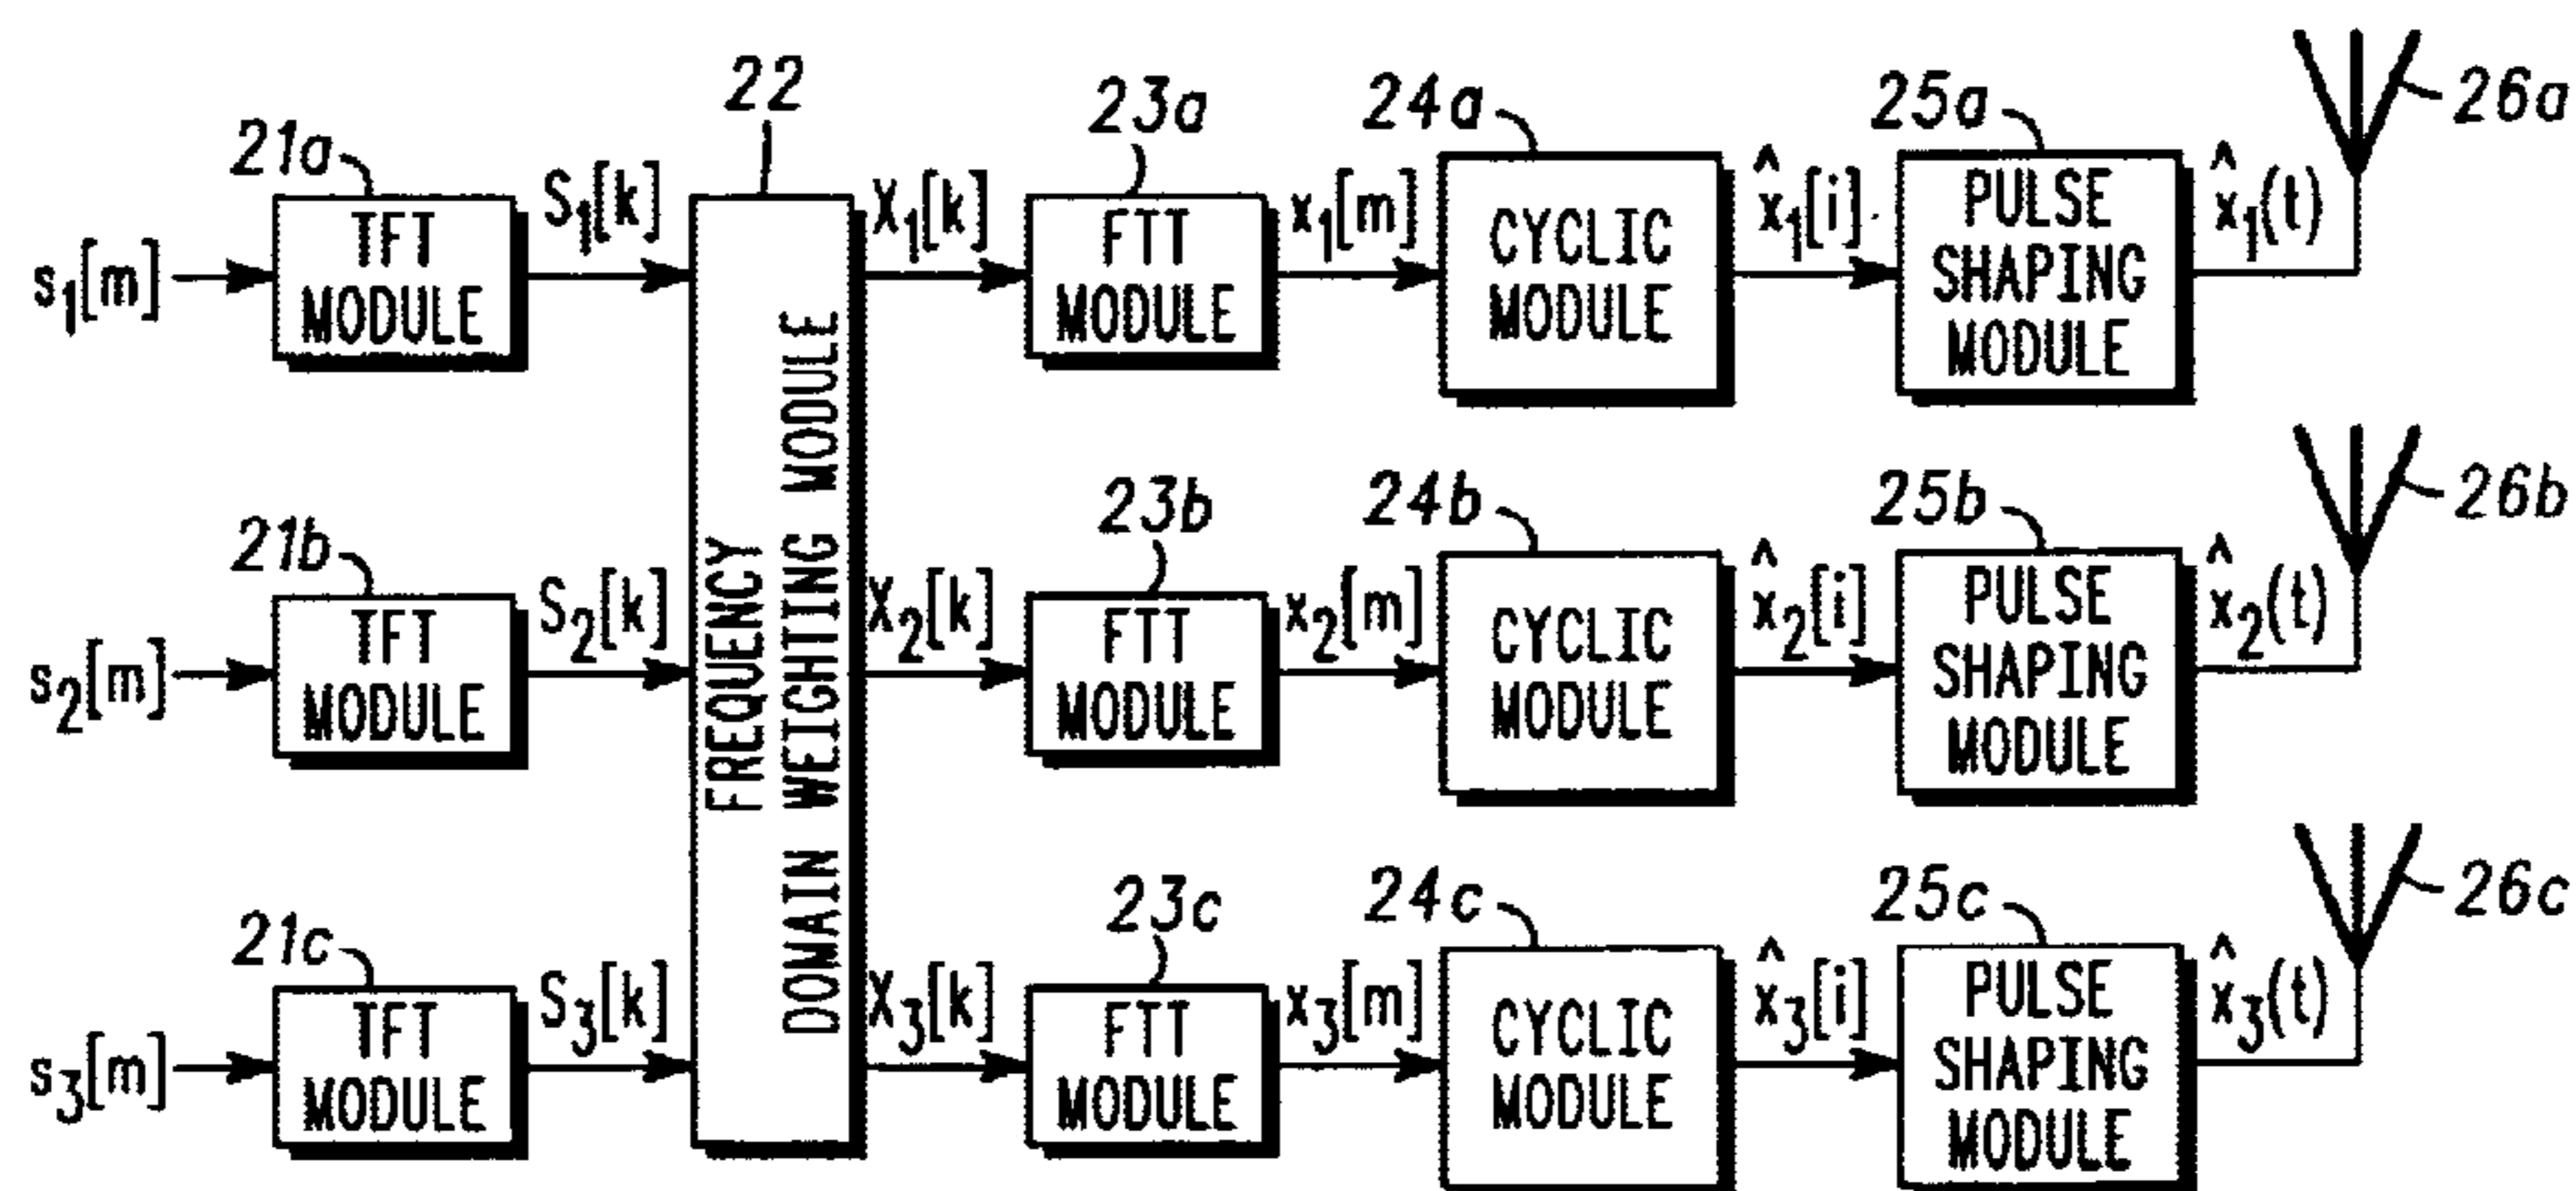 22
21a
23a
24a
25a
26a
s₁[m]
TFT
MODULE
S₁[k]
X₁[k]
FTT
MODULE
x₁[m]
CYCLIC
MODULE
x̂₁[i]
PULSE
SHAPING
MODULE
x̂₁(t)
FREQUENCY
DOMAIN WEIGHTING MODULE
21b
23b
24b
25b
26b
s₂[m]
TFT
MODULE
S₂[k]
X₂[k]
FTT
MODULE
x₂[m]
CYCLIC
MODULE
x̂₂[i]
PULSE
SHAPING
MODULE
x̂₂(t)
21c
23c
24c
25c
26c
s₃[m]
TFT
MODULE
S₃[k]
X₃[k]
FTT
MODULE
x₃[m]
CYCLIC
MODULE
x̂₃[i]
PULSE
SHAPING
MODULE
x̂₃(t)